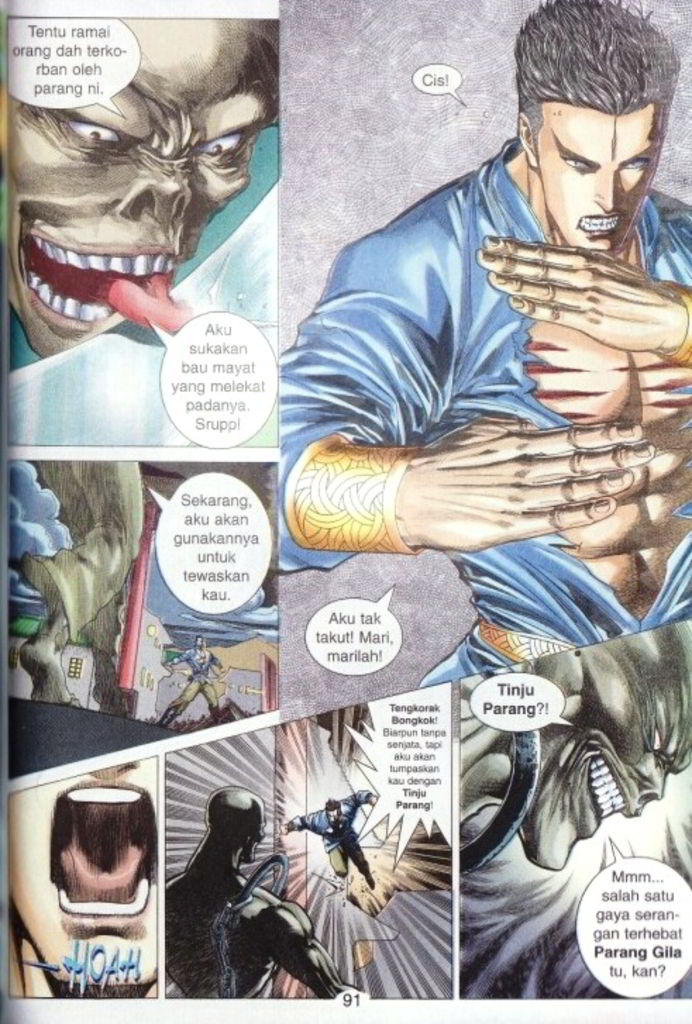 Tentu ramai
orang dah terko-
rban oleh
parang ni.
Aku
sukakan
bau mayat
yang melekat
padanya.
Srupp!
Cis!
Aku tak
takut! Mari,
marilah!
Sekarang,
aku akan
gunakannya
untuk
tewaskan
kau.
HOAH
Tengkorak
Bongkok!
Biarpun tanpa
senjata, tapi
aku akan
tumpaskan
kau dengan
Tinju
Parang!
Tinju
Parang?!
Mmm...
salah satu
gaya seran-
gan terhebat
Parang Gila
tu, kan?
91